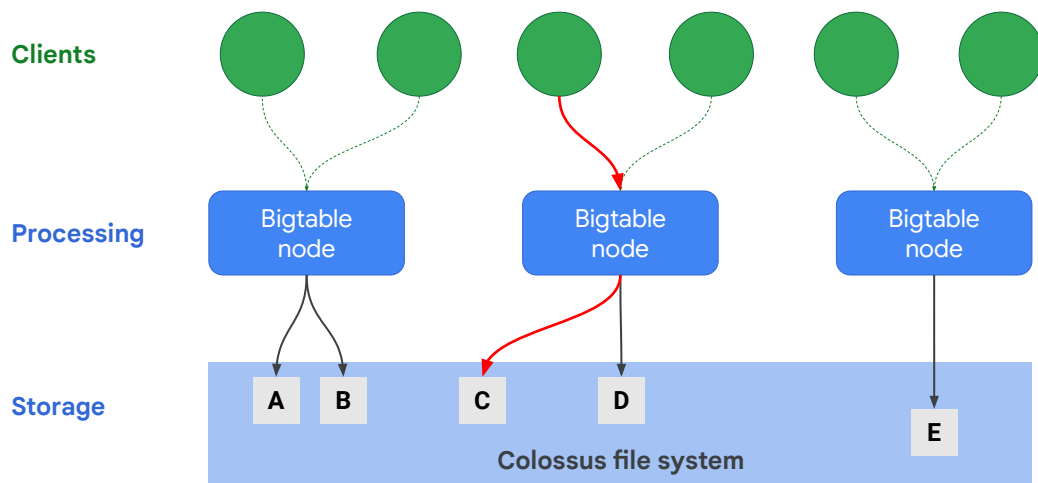 Clients
Processing
Bigtable
node
Bigtable
node
Bigtable
node
Storage
A
B
C
D
E
Colossus file system